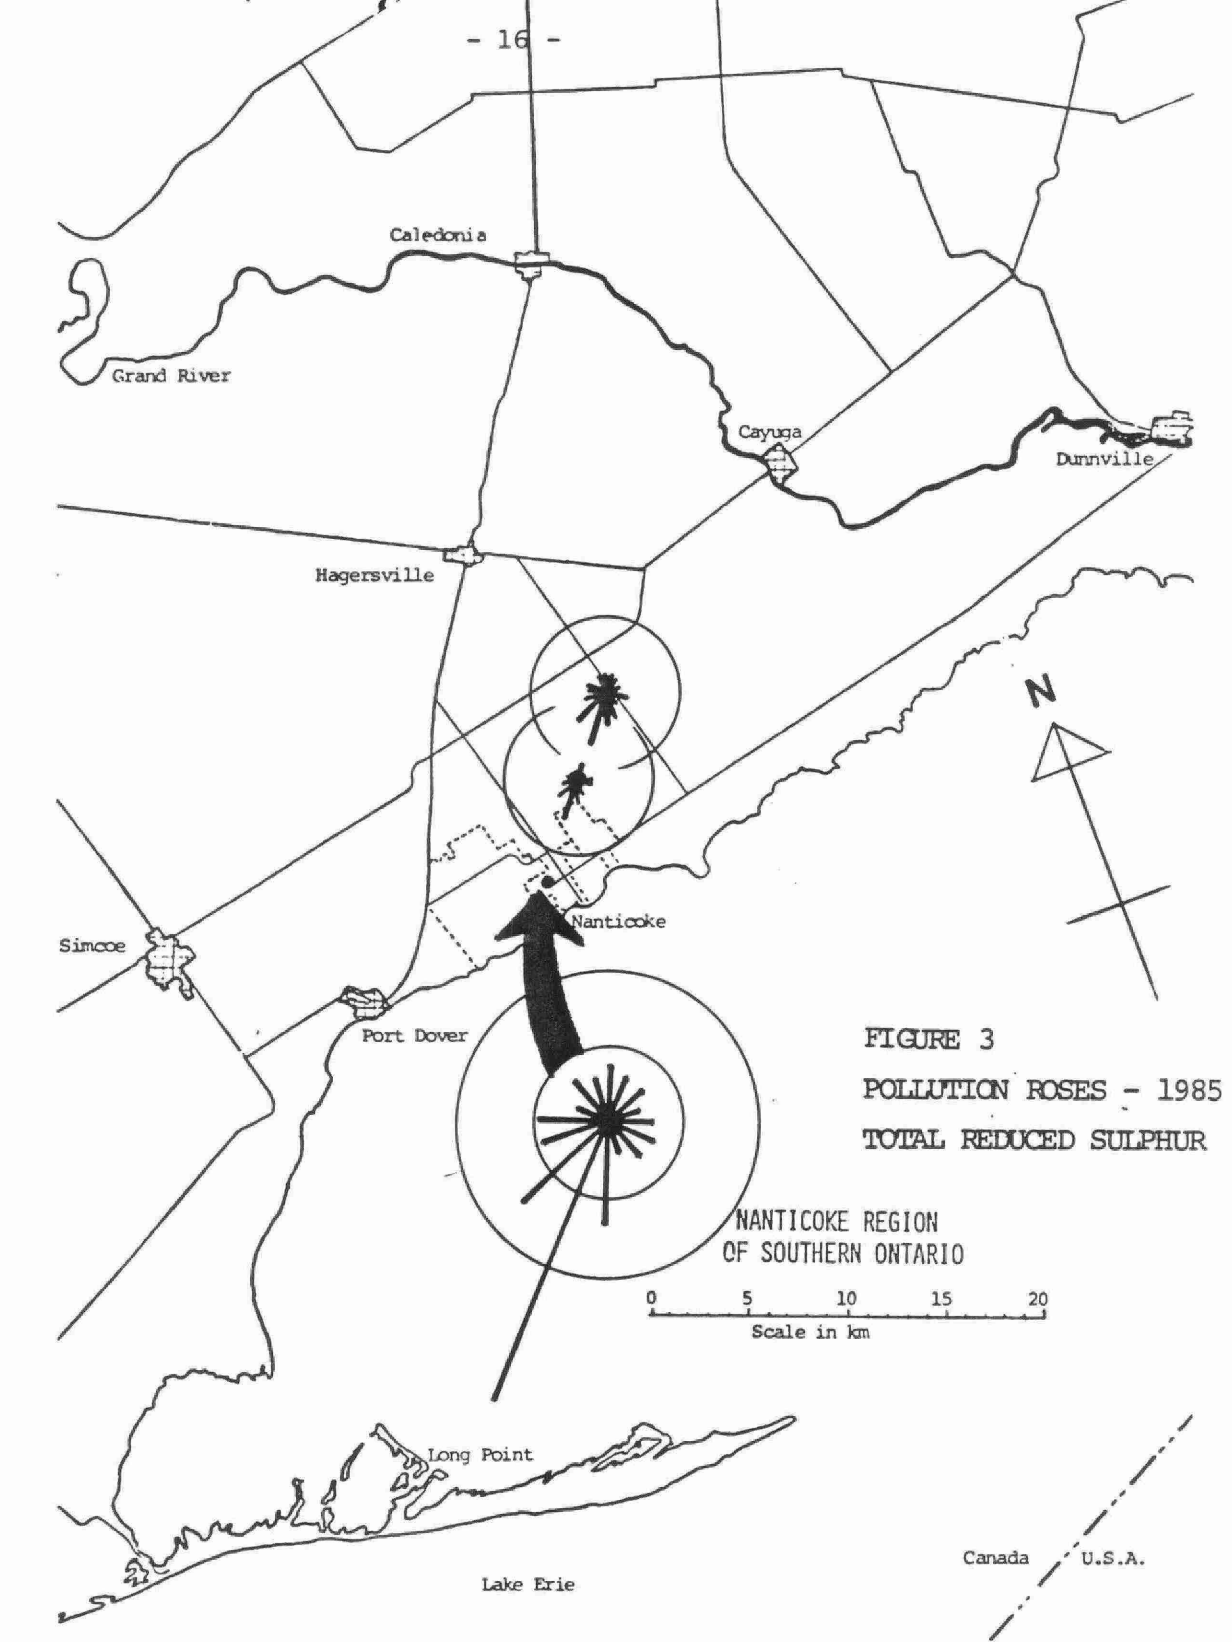 - 16 -
Caledonia
Grand River
Cayuga
Dunnville
Hagersville
N
Nanticoke
Simcoe
Port Dover
FIGURE 3
POLLUTION ROSES - 1985
TOTAL REDUCED SULPHUR
NANTICOKE REGION
OF SOUTHERN ONTARIO
0 5 10 15 20
Scale in km
Long Point
Canada U.S.A.
Lake Erie